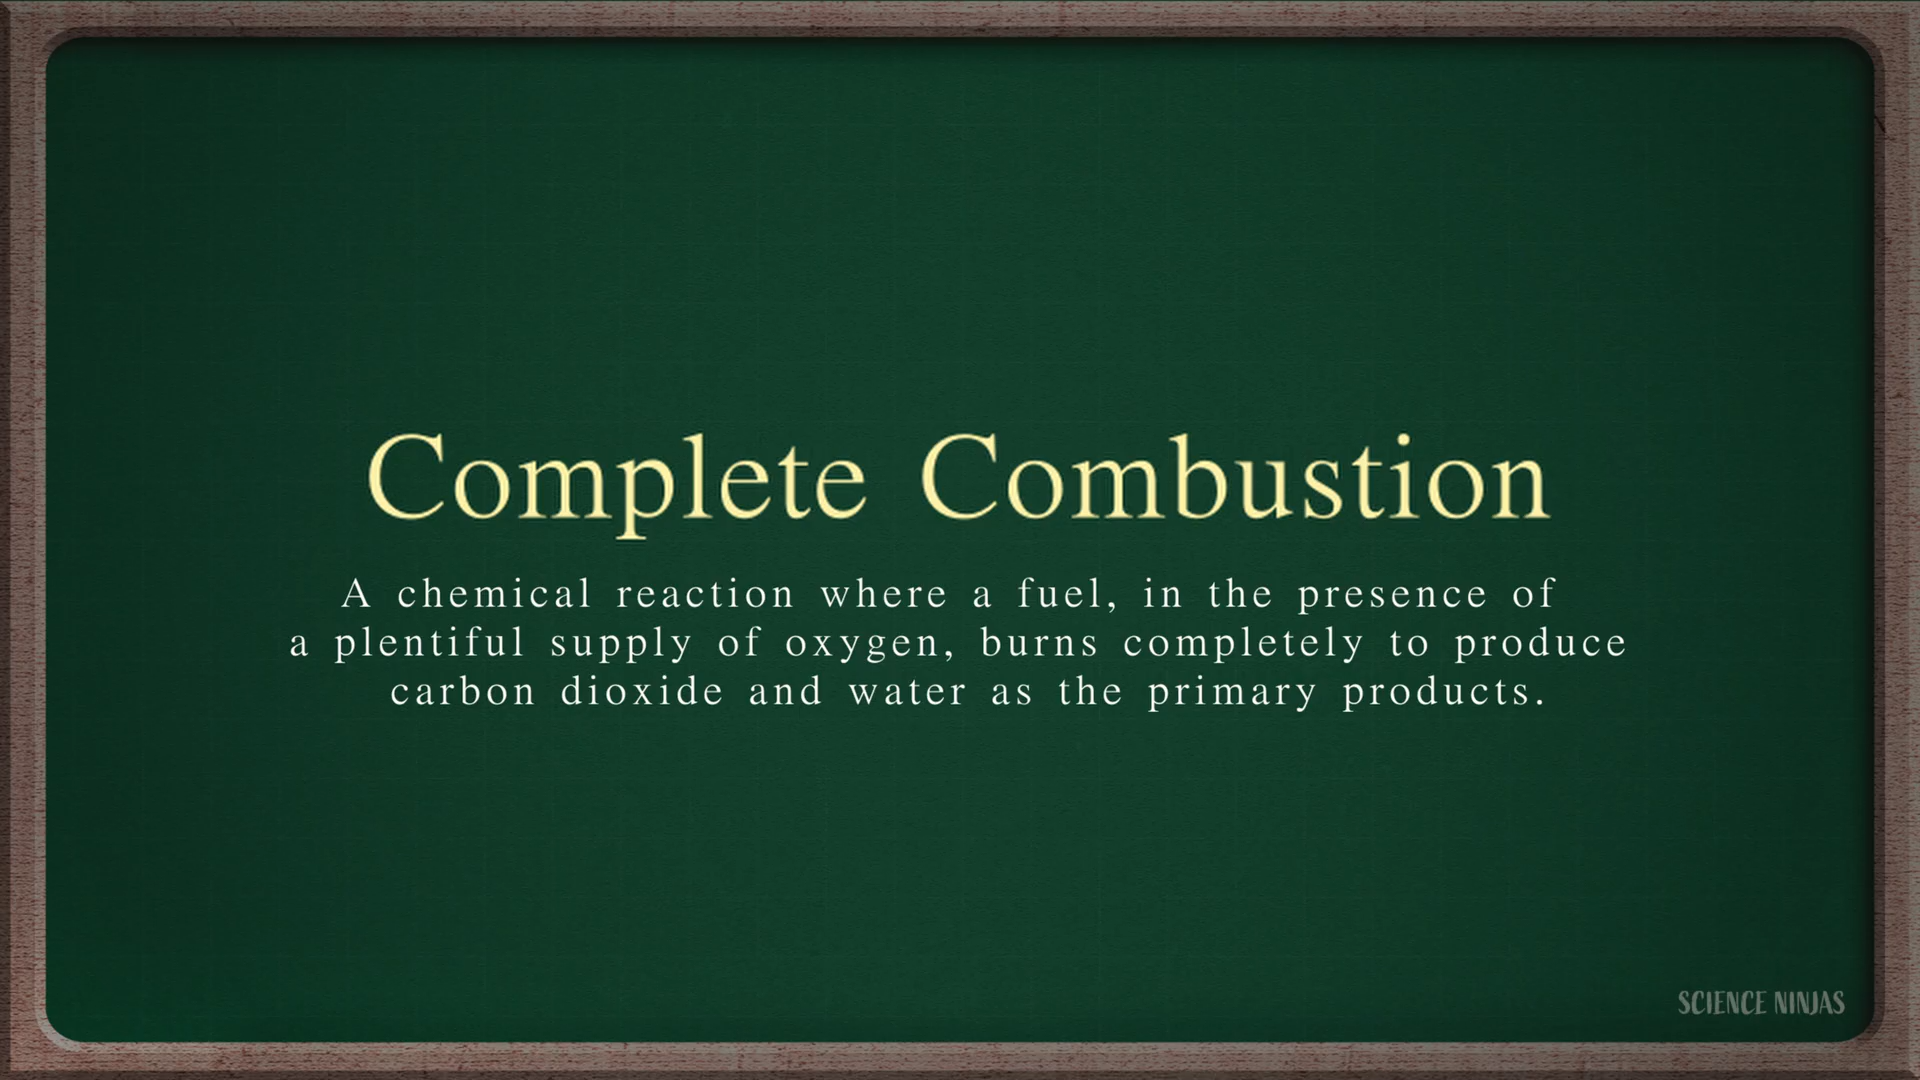 Complete Combustion
A chemical reaction where a fuel, in the presence of
a plentiful supply of oxygen, burns completely to produce
carbon dioxide and water as the primary products.
SCIENCE NINJAS